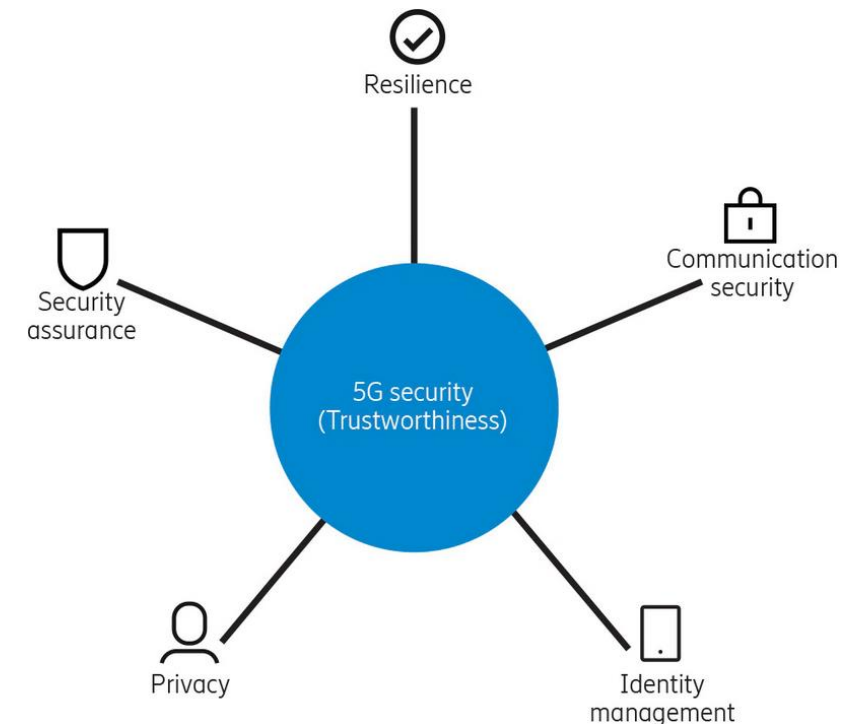 Resilience
Communication
security
Security
assurance
5G security
(Trustworthiness)
Privacy
Identity
management